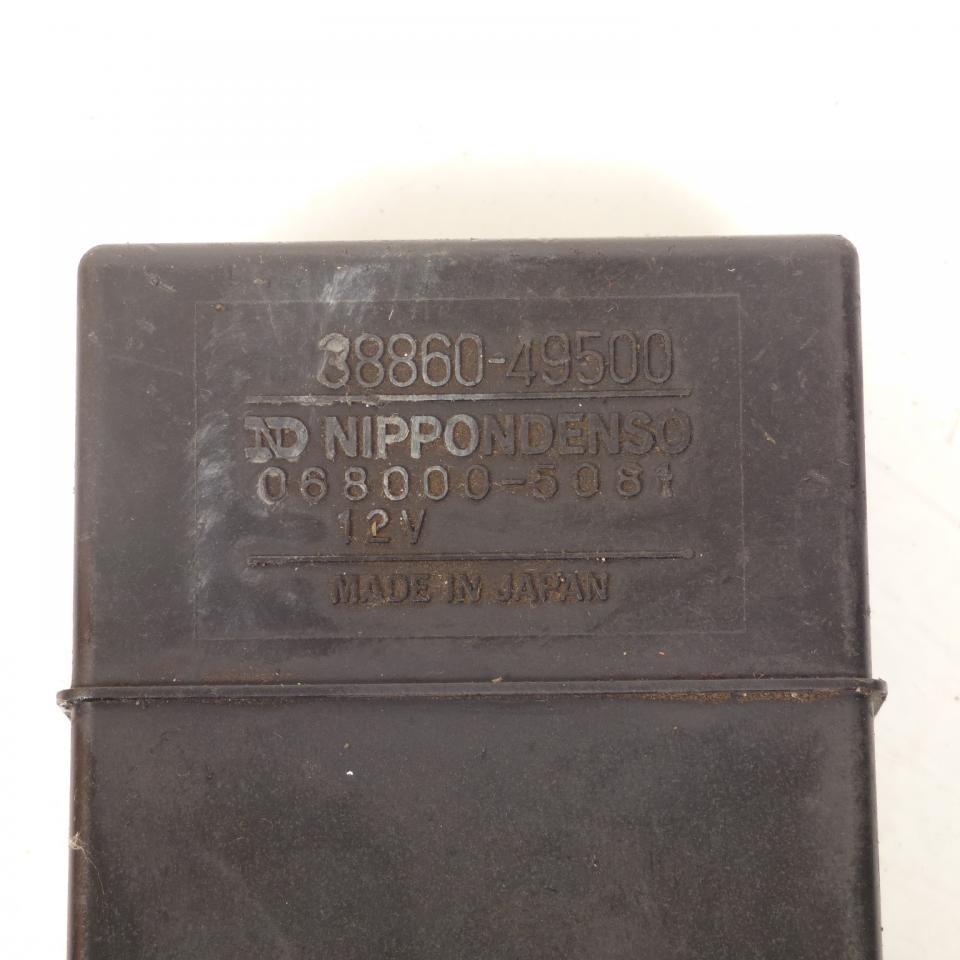 38860-49500
ND NIPPONDENSO
068000-5081
12V
MADE IN JAPAN